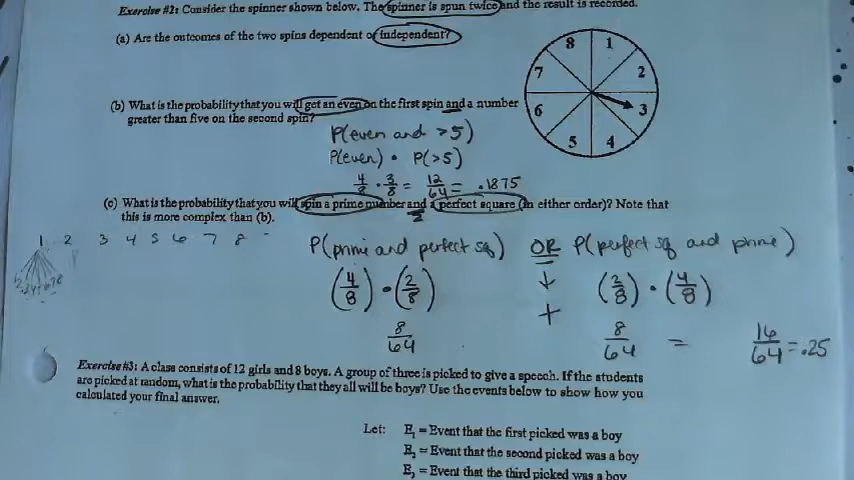 Exercise #2: Consider the spinner shown below. The spinner is spun twice and the result is recorded.
(a) Are the outcomes of the two spins dependent or independent?
8 1
7 2
6 3
5 4
(b) What is the probability that you will get an even on the first spin and a number
greater than five on the second spin?
P(even and >5)
P(even) • P(>5)
4/8 • 3/8 = 12/64 = .1875
(c) What is the probability that you will spin a prime number and a perfect square (in either order)? Note that
this is more complex than (b).
1 2 3 4 5 6 7 8
P(prime and perfect sq) OR P(perfect sq and prime)
(4/8) • (2/8) ↓ (2/8) • (4/8)
+
8/64 8/64 = 16/64 = .25
Exercise #3: A class consists of 12 girls and 8 boys. A group of three is picked to give a speech. If the students
are picked at random, what is the probability that they all will be boys? Use the events below to show how you
calculated your final answer.
Let: E₁ = Event that the first picked was a boy
E₂ = Event that the second picked was a boy
E₃ = Event that the third picked was a boy